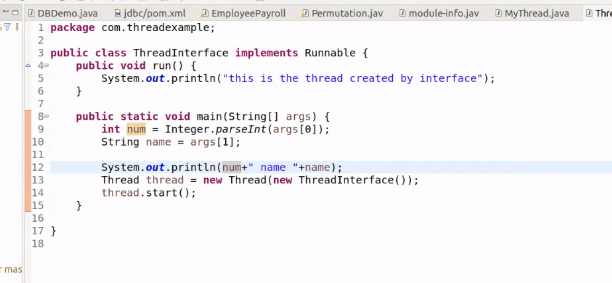 DBDemo.java jdbc/pom.xml EmployeePayroll Permutation.jav module-info.jav MyThread.java Thre
1 package com.threadexample;
2
3 public class ThreadInterface implements Runnable {
4 public void run() {
5 System.out.println("this is the thread created by interface");
6 }
7
8 public static void main(String[] args) {
9 int num = Integer.parseInt(args[0]);
10 String name = args[1];
11
12 System.out.println(num+" name "+name);
13 Thread thread = new Thread(new ThreadInterface());
14 thread.start();
15 }
16
17 }
18
r mas